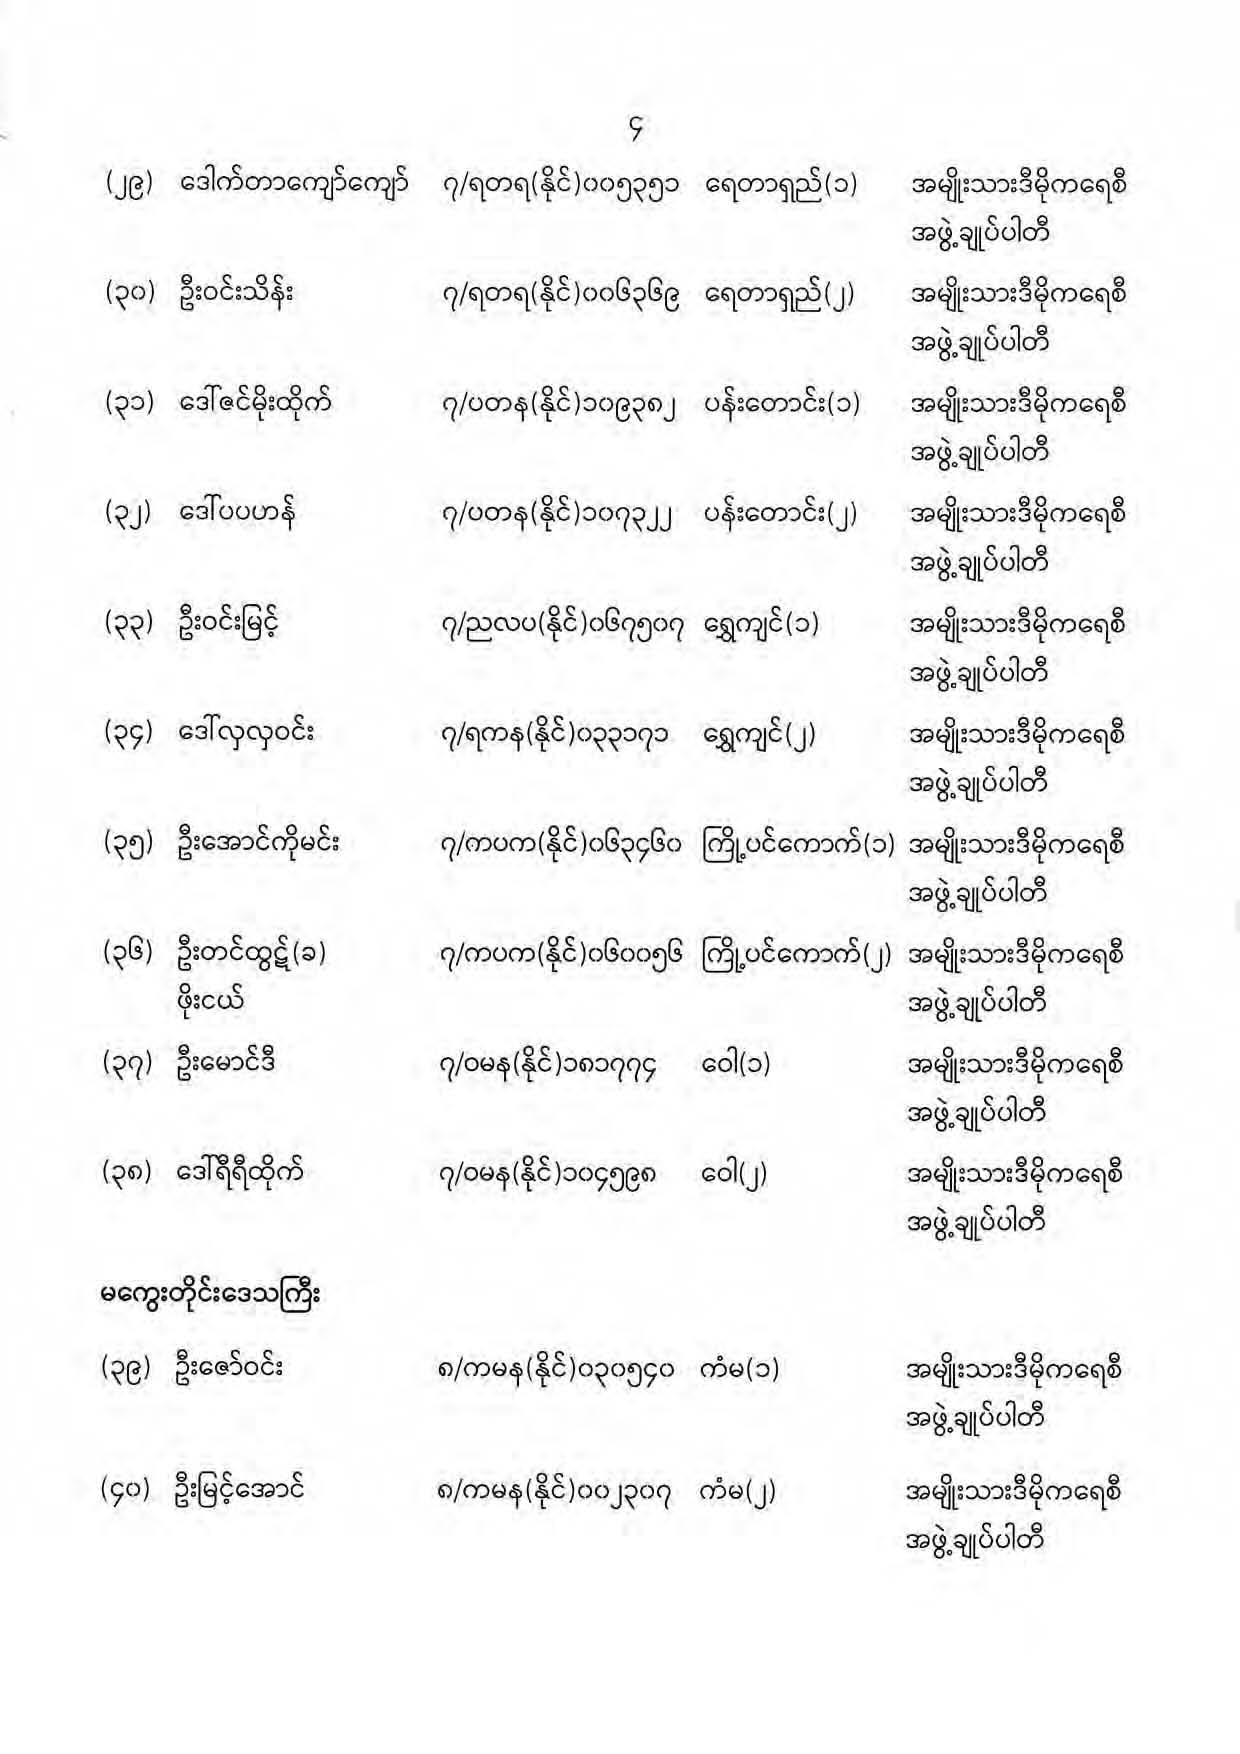 ၄
(၂၉) ဒေါက်တာကျော်ကျော် ၇/ရတရ(နိုင်)၀၀၅၃၅၁ ရေတာရှည်(၁) အမျိုးသားဒီမိုကရေစီ
အဖွဲ့ချုပ်ပါတီ
(၃၀) ဦးဝင်းသိန်း ၇/ရတရ(နိုင်)၀၀၆၃၆၉ ရေတာရှည်(၂) အမျိုးသားဒီမိုကရေစီ
အဖွဲ့ချုပ်ပါတီ
(၃၁) ဒေါ်ဇင်မိုးထိုက် ၇/ပတန(နိုင်)၁၀၉၃၈၂ ပန်းတောင်း(၁) အမျိုးသားဒီမိုကရေစီ
အဖွဲ့ချုပ်ပါတီ
(၃၂) ဒေါ်ပပဟန် ၇/ပတန(နိုင်)၁၀၇၃၂၂ ပန်းတောင်း(၂) အမျိုးသားဒီမိုကရေစီ
အဖွဲ့ချုပ်ပါတီ
(၃၃) ဦးဝင်းမြင့် ၇/ညလပ(နိုင်)၀၆၇၅၀၇ ရွှေကျင်(၁) အမျိုးသားဒီမိုကရေစီ
အဖွဲ့ချုပ်ပါတီ
(၃၄) ဒေါ်လှလှဝင်း ၇/ရကန(နိုင်)၀၃၃၁၇၁ ရွှေကျင်(၂) အမျိုးသားဒီမိုကရေစီ
အဖွဲ့ချုပ်ပါတီ
(၃၅) ဦးအောင်ကိုမင်း ၇/ကပက(နိုင်)၀၆၃၄၆၀ ကြို့ပင်ကောက်(၁) အမျိုးသားဒီမိုကရေစီ
အဖွဲ့ချုပ်ပါတီ
(၃၆) ဦးတင်ထွဋ်(ခ) ၇/ကပက(နိုင်)၀၆၀၀၅၆ ကြို့ပင်ကောက်(၂) အမျိုးသားဒီမိုကရေစီ
ဖိုးငယ် အဖွဲ့ချုပ်ပါတီ
(၃၇) ဦးမောင်ဒီ ၇/ဝမန(နိုင်)၁၈၁၇၇၄ ဝေါ(၁) အမျိုးသားဒီမိုကရေစီ
အဖွဲ့ချုပ်ပါတီ
(၃၈) ဒေါ်ရီရီထိုက် ၇/ဝမန(နိုင်)၁၀၄၅၉၈ ဝေါ(၂) အမျိုးသားဒီမိုကရေစီ
အဖွဲ့ချုပ်ပါတီ
မကွေးတိုင်းဒေသကြီး
(၃၉) ဦးဇော်ဝင်း ၈/ကမန(နိုင်)၀၃၀၅၄၀ ကံမ(၁) အမျိုးသားဒီမိုကရေစီ
အဖွဲ့ချုပ်ပါတီ
(၄၀) ဦးမြင့်အောင် ၈/ကမန(နိုင်)၀၀၂၃၀၇ ကံမ(၂) အမျိုးသားဒီမိုကရေစီ
အဖွဲ့ချုပ်ပါတီ